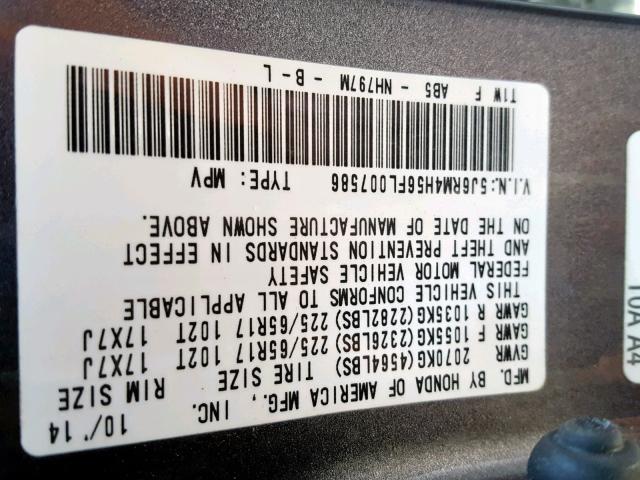 MFD. BY HONDA OF AMERICA MFG., INC. 10/'14
GVWR 2070KG(4564LBS) TIRE SIZE RIM SIZE
GAWR F 1055KG(2326LBS) 225/65R17 102T 17X7J
GAWR R 1035KG(2282LBS) 225/65R17 102T 17X7J
THIS VEHICLE CONFORMS TO ALL APPLICABLE
FEDERAL MOTOR VEHICLE SAFETY
AND THEFT PREVENTION STANDARDS IN EFFECT
ON THE DATE OF MANUFACTURE SHOWN ABOVE.
V.I.N.:5J6RM4H56FL007586 TYPE: MPV
T1W F AB5 - NH797M - B - L
T0A A4